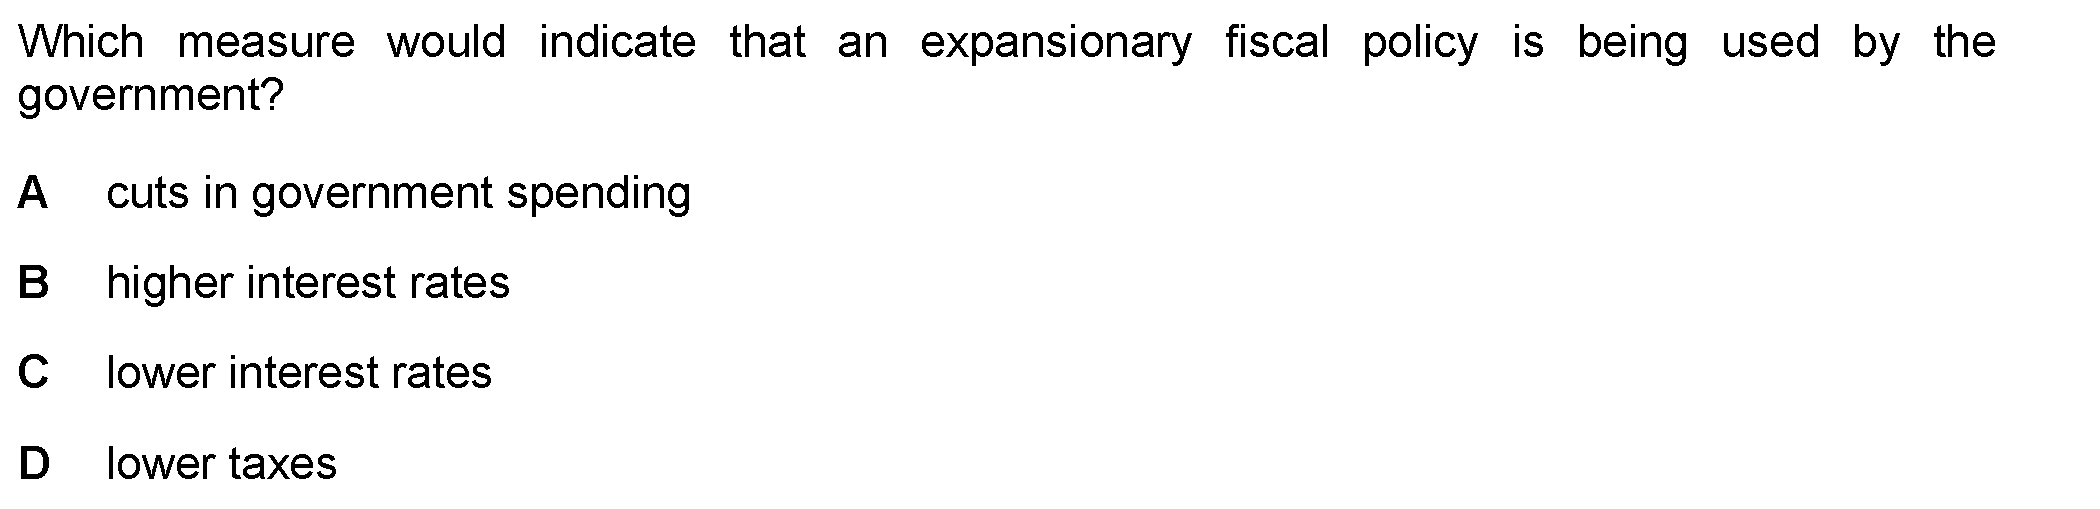 Which measure would indicate that an expansionary fiscal policy is being used by the
government?
A cuts in government spending
B higher interest rates
C lower interest rates
D lower taxes